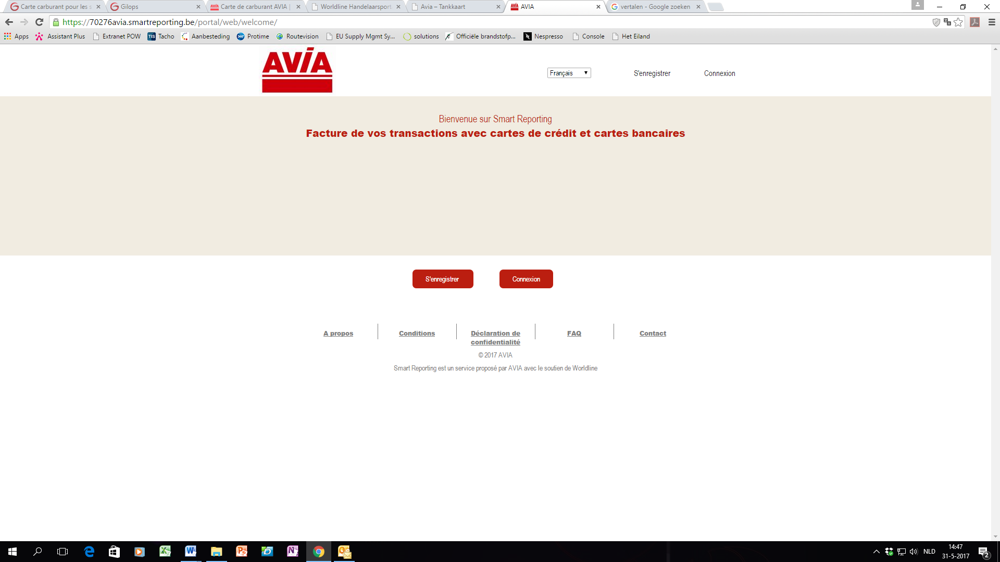 Carte carburant pour les s
Gilops
Carte de carburant AVIA |
Worldline Handelaarsport
Avia – Tankkaart
AVIA
vertalen - Google zoeken
https://70276avia.smartreporting.be/portal/web/welcome/
Apps
Assistant Plus
Extranet POW
TIS Tacho
Aanbesteding
360° Protime
Routevision
EU Supply Mgmt Sy...
solutions
Officiële brandstofp...
Nespresso
Console
Het Eiland
AVIA
Français
S'enregistrer
Connexion
Bienvenue sur Smart Reporting
Facture de vos transactions avec cartes de crédit et cartes bancaires
S'enregistrer
Connexion
A propos
Conditions
Déclaration de
confidentialité
FAQ
Contact
© 2017 AVIA
Smart Reporting est un service proposé par AVIA avec le soutien de Worldline
NLD
14:47
31-5-2017
2